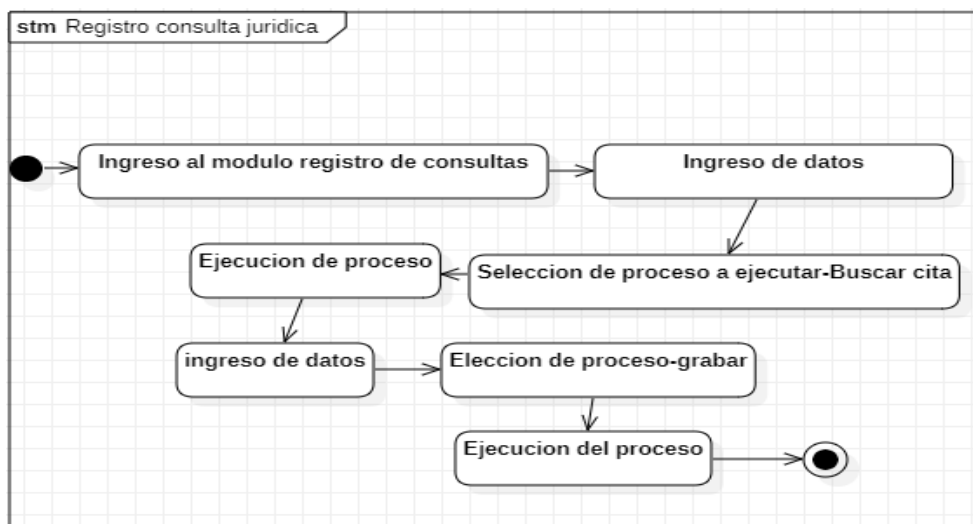 stm Registro consulta juridica
Ingreso al modulo registro de consultas
Ingreso de datos
Seleccion de proceso a ejecutar-Buscar cita
Ejecucion de proceso
ingreso de datos
Eleccion de proceso-grabar
Ejecucion del proceso